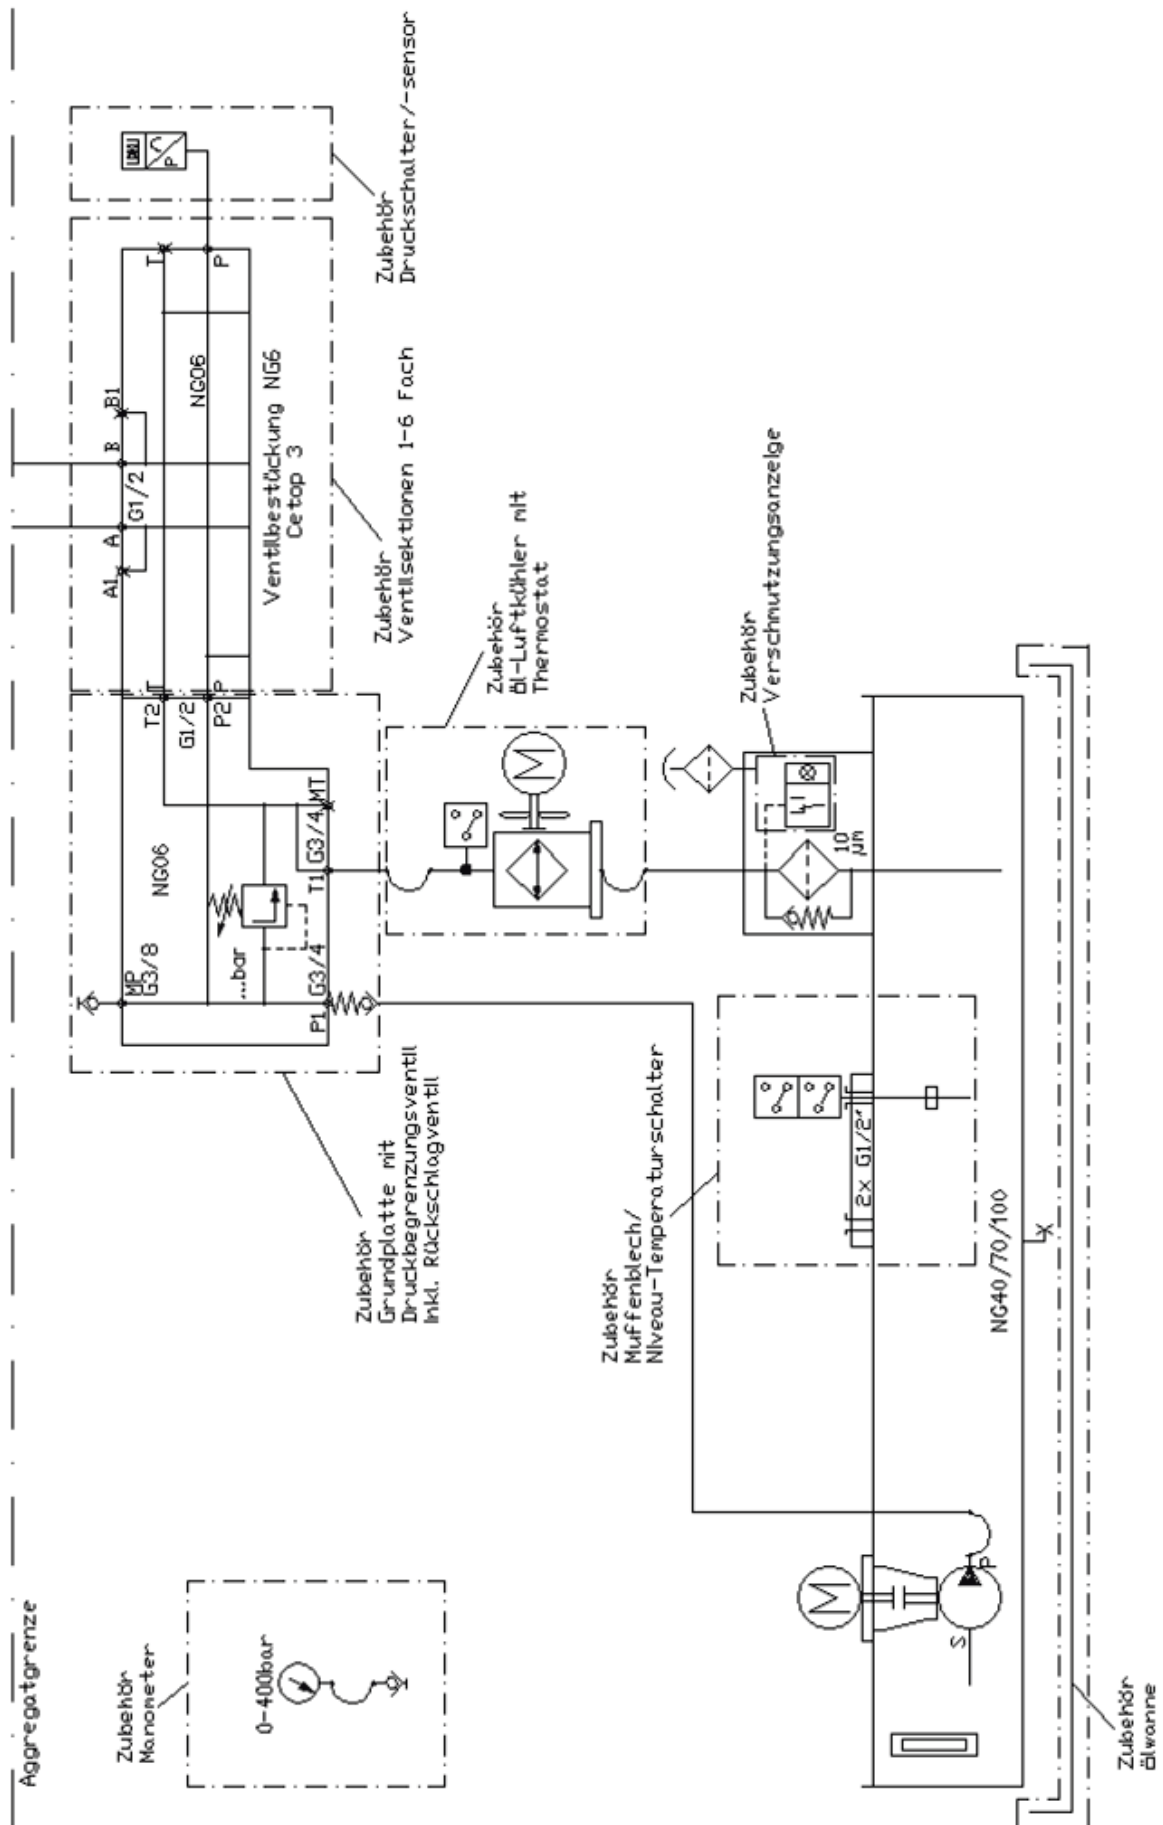 Aggregatgrenze
Zubehör
Manometer
0-400bar
Zubehör
Grundplatte mit
Druckbegrenzungsventil
inkl. Rückschlagventil
MP
G3/8
...bar
NG06
P1
G3/4
T1
G3/4
MT
T2
G1/2
P2
T
P
A1
A
G1/2
B
B1
NG06
T
P
Ventilbestückung NG6
Cetop 3
Zubehör
Ventilsektionen 1-6 Fach
Zubehör
Druckschalter/-sensor
P
Zubehör
Öl-Luftkühler mit
Thermostat
M
Zubehör
Verschmutzungsanzeige
10
µm
Zubehör
Muffenblech/
Niveau-Temperaturschalter
2x G1/2"
NG40/70/100
M
S
P
Zubehör
Ölwanne